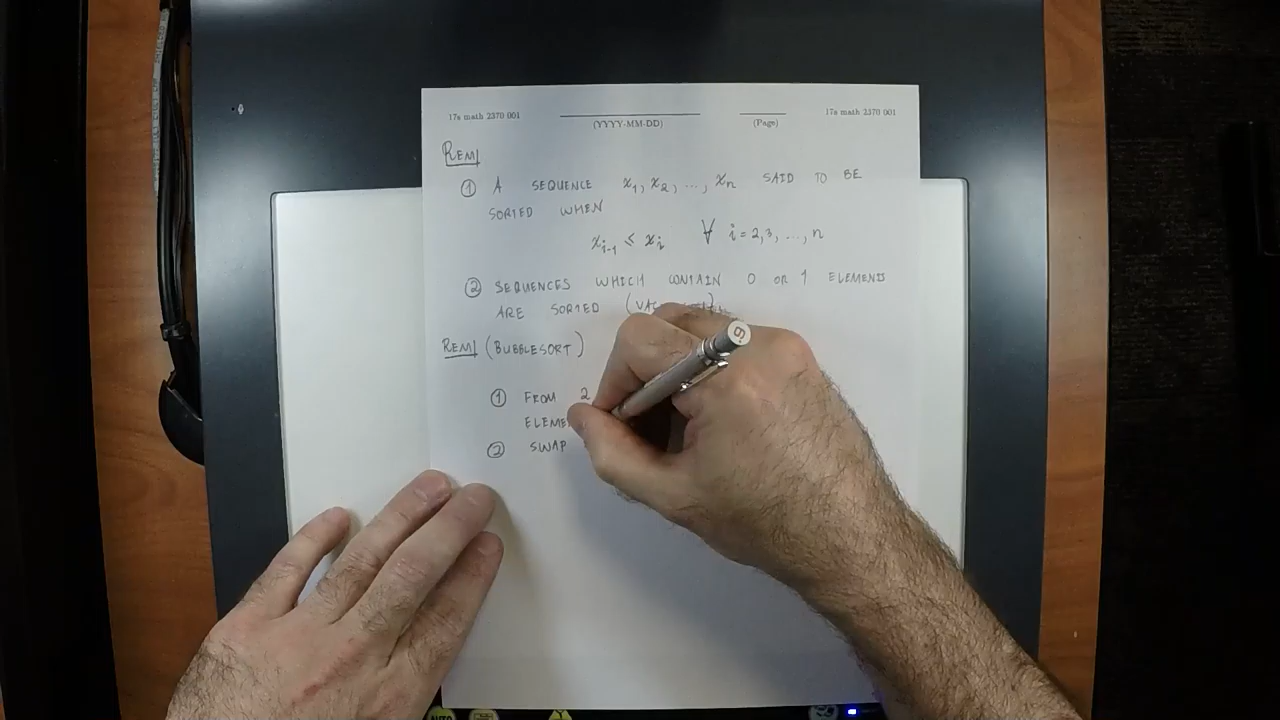 17s math 2370 001 (YYYY-MM-DD) (Page) 17s math 2370 001
REM
① A SEQUENCE x₁, x₂, ..., xₙ SAID TO BE
SORTED WHEN
xᵢ₋₁ ≤ xᵢ ∀ i = 2,3, ..., n
② SEQUENCES WHICH CONTAIN 0 OR 1 ELEMENTS
ARE SORTED
REM (BUBBLESORT)
① FROM 2
② SWAP